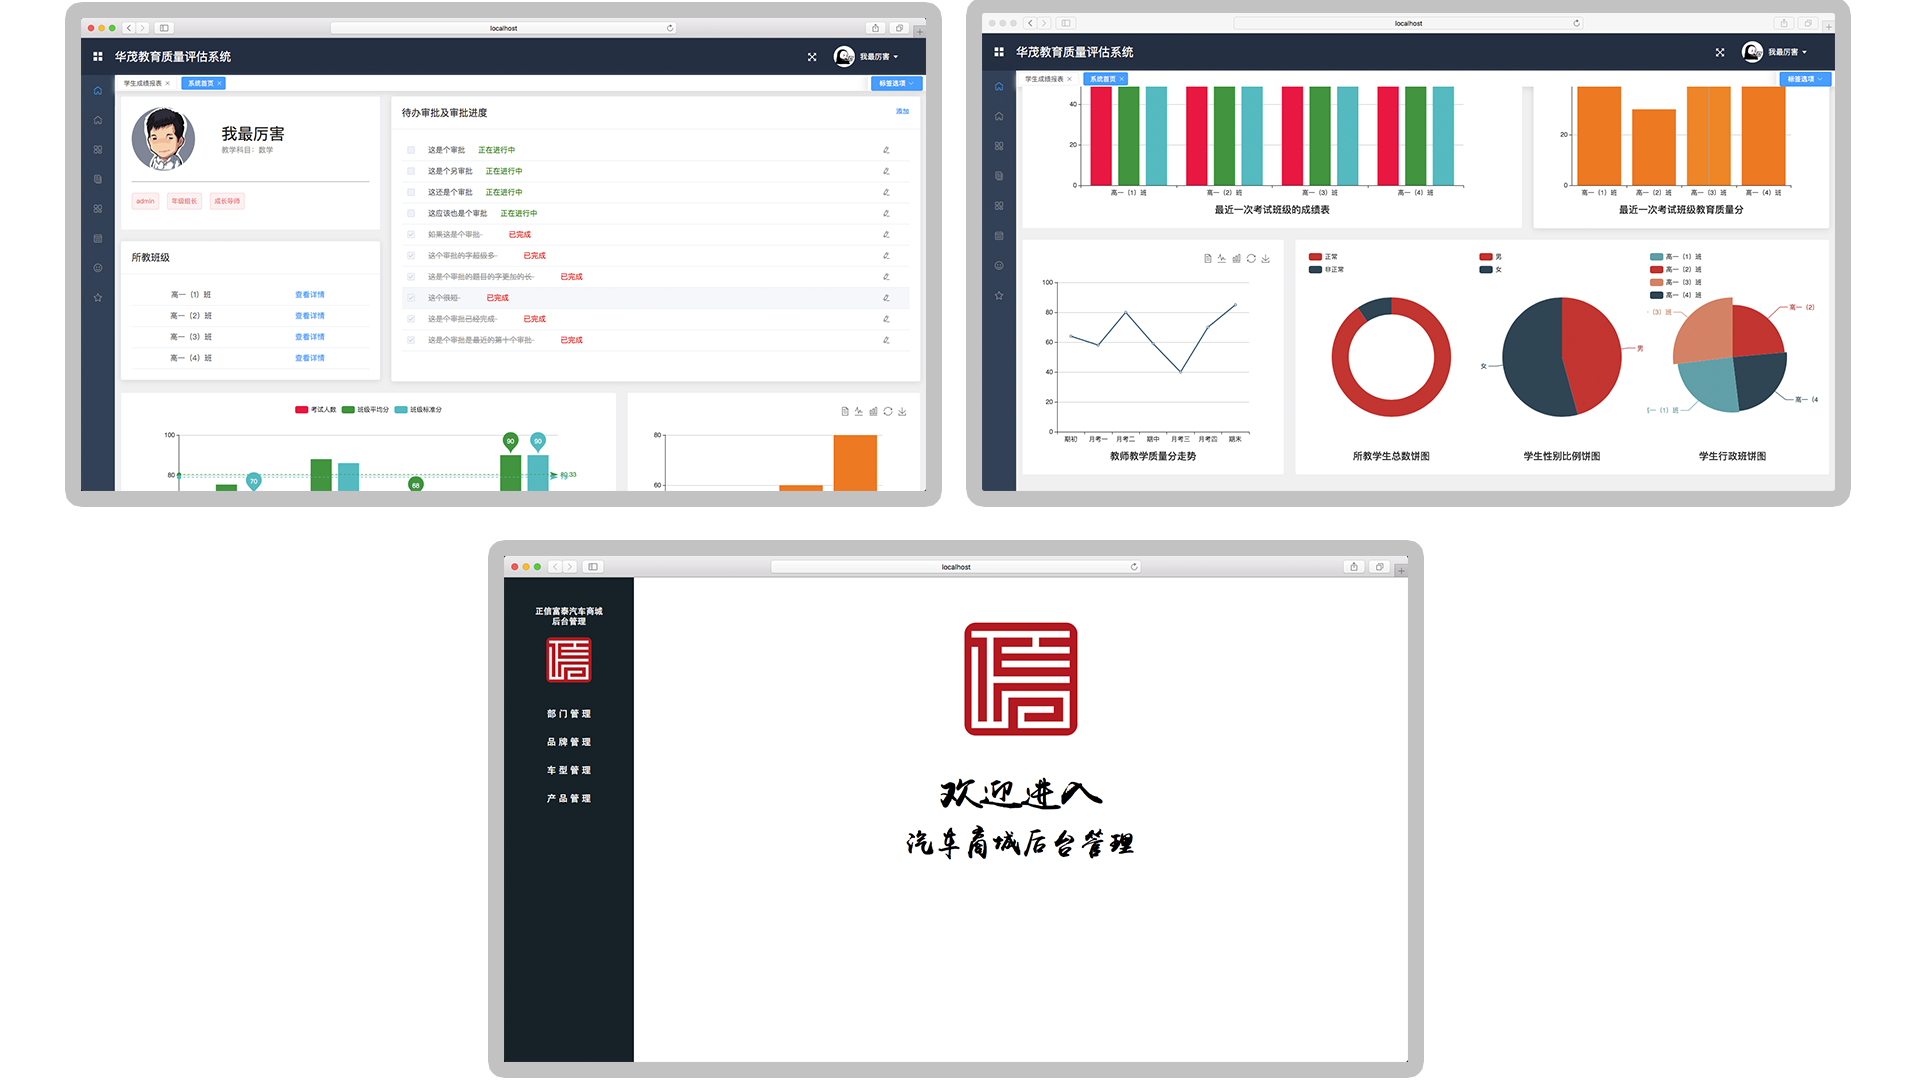 localhost
华茂教育质量评估系统
我最厉害
学生成绩报表 ×
系统首页 ×
标签选项
我最厉害
教学科目：数学
admin
年级组长
成长导师
所教班级
高一（1）班 查看详情
高一（2）班 查看详情
高一（3）班 查看详情
高一（4）班 查看详情
待办审批及审批进度
添加
这是个审批 正在进行中
这是个另审批 正在进行中
这还是个审批 正在进行中
这应该也是个审批 正在进行中
如果这是个审批 已完成
这个审批的字超级多 已完成
这是个审批的题目的字更加的长 已完成
这个很短 已完成
这是个审批已经完成 已完成
这是个审批是最近的第十个审批 已完成
考试人数 班级平均分 班级标准分
100
80
90
90
70
68
80
60
localhost
华茂教育质量评估系统
我最厉害
学生成绩报表 ×
系统首页 ×
标签选项
40
20
0
高一（1）班 高一（2）班 高一（3）班 高一（4）班
最近一次考试班级的成绩表
20
0
高一（1）班 高一（2）班 高一（3）班 高一（4）班
最近一次考试班级教育质量分
100
80
60
40
20
0
期初 月考一 月考二 期中 月考三 月考四 期末
教师教学质量分走势
正常
非正常
所教学生总数饼图
男
女
男
女
学生性别比例饼图
高一（1）班
高一（2）班
高一（3）班
高一（4）班
高一（2）
（3）班
（1）班
高一（4
学生行政班饼图
localhost
正信富泰汽车商城
后台管理
部门管理
品牌管理
车型管理
产品管理
欢迎进入
汽车商城后台管理